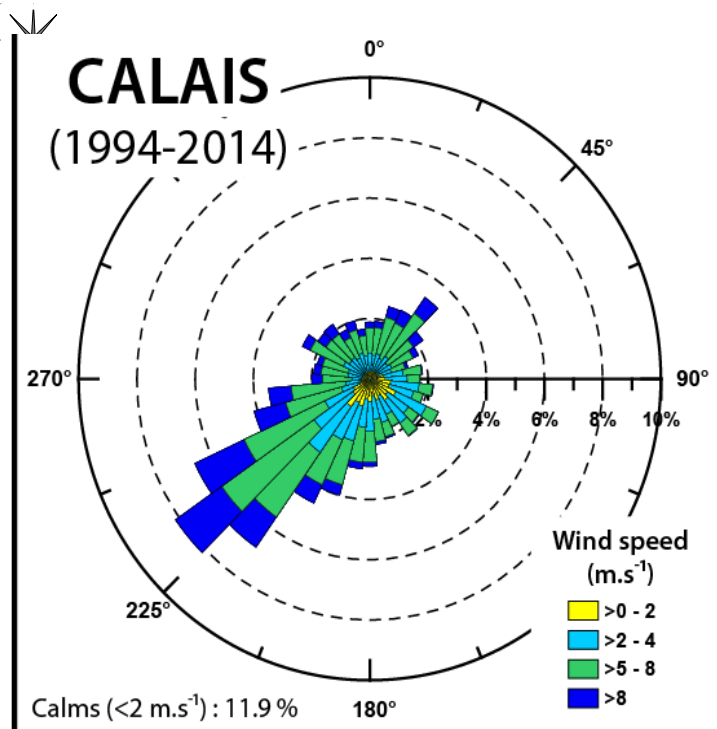 CALAIS
(1994-2014)
0°
45°
270°
90°
2%
4%
6%
8%
10%
225°
180°
Wind speed
(m.s⁻¹)
>0 - 2
>2 - 4
>5 - 8
>8
Calms (<2 m.s⁻¹) : 11.9 %